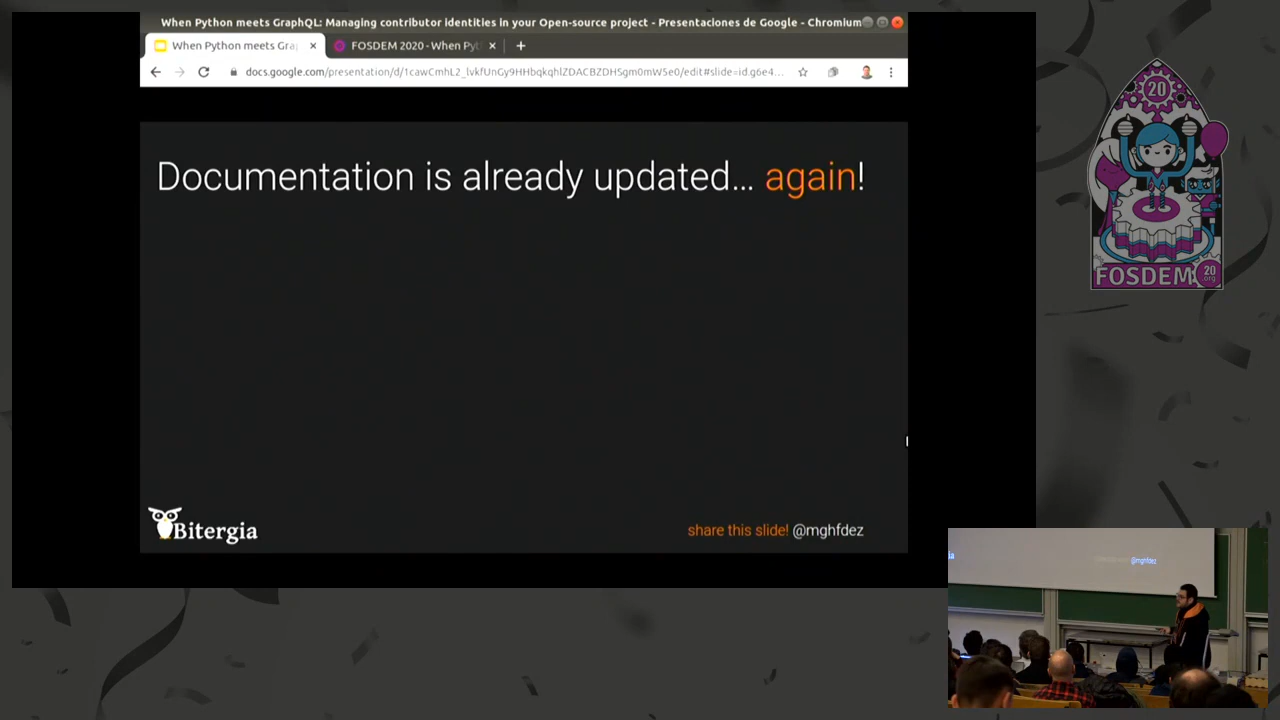 When Python meets GraphQL: Managing contributor identities in your Open-source project - Presentaciones de Google - Chromium
When Python meets Gra
FOSDEM 2020 - When Pyt
docs.google.com/presentation/d/1cawCmhL2_lvkfUnGy9HHbqkqhlZDACBZDHSgm0mW5e0/edit#slide=id.g6e4...
Documentation is already updated... again!
Bitergia
share this slide! @mghfdez
20
FOSDEM
20
.org
@mghfdez